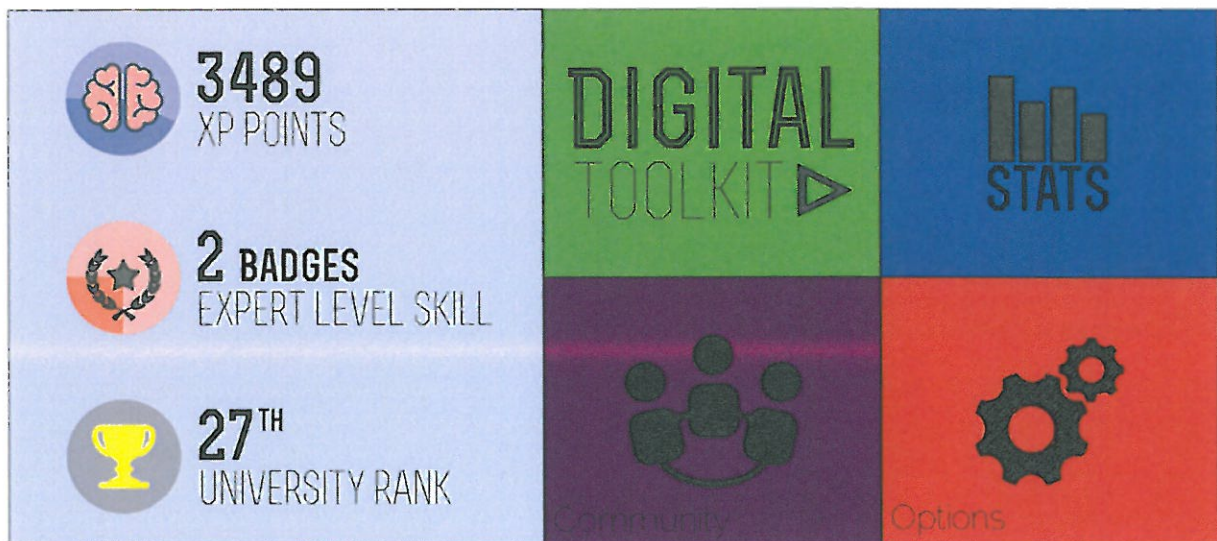 3489
XP POINTS
2 BADGES
EXPERT LEVEL SKILL
27TH
UNIVERSITY RANK
DIGITAL
TOOLKIT
STATS
Community
Options